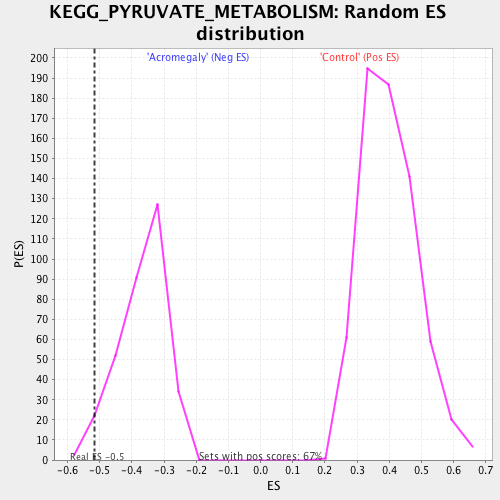 KEGG_PYRUVATE_METABOLISM: Random ES
distribution
'Acromegaly' (Neg ES)
'Control' (Pos ES)
200
190
180
170
160
150
140
130
120
110
100
90
80
70
60
50
40
30
20
10
0
P(ES)
Real ES -0.5
Sets with pos scores: 67%
-0.6 -0.5 -0.4 -0.3 -0.2 -0.1 0.0 0.1 0.2 0.3 0.4 0.5 0.6 0.7
ES